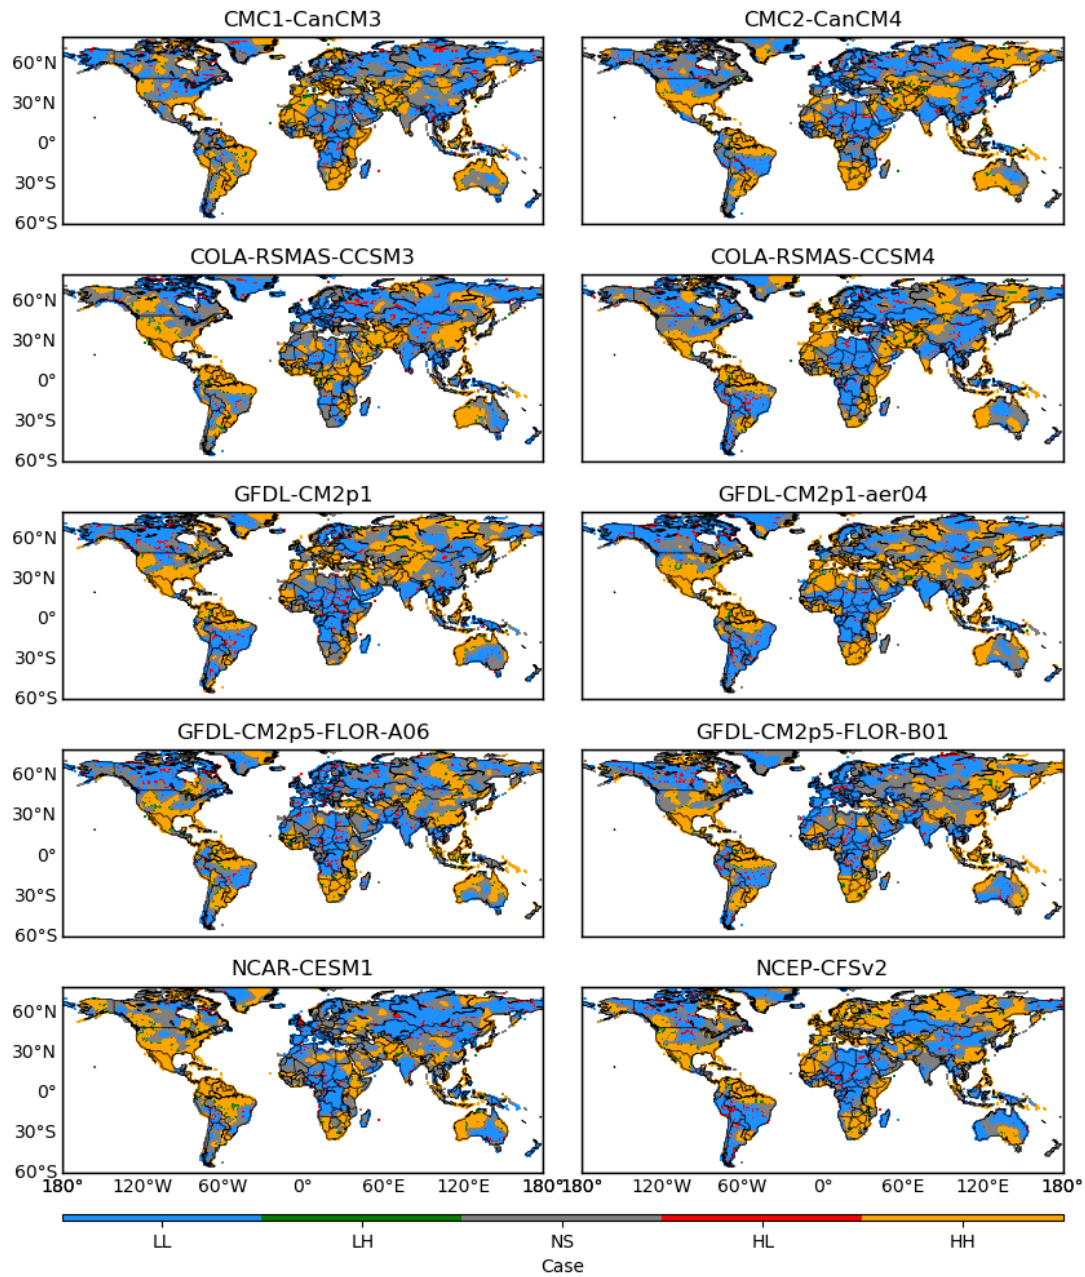 CMC1-CanCM3
CMC2-CanCM4
60°N
30°N
0°
30°S
60°S
COLA-RSMAS-CCSM3
COLA-RSMAS-CCSM4
60°N
30°N
0°
30°S
60°S
GFDL-CM2p1
GFDL-CM2p1-aer04
60°N
30°N
0°
30°S
60°S
GFDL-CM2p5-FLOR-A06
GFDL-CM2p5-FLOR-B01
60°N
30°N
0°
30°S
60°S
NCAR-CESM1
NCEP-CFSv2
60°N
30°N
0°
30°S
60°S
180° 120°W 60°W 0° 60°E 120°E 180° 180° 120°W 60°W 0° 60°E 120°E 180°
LL LH NS HL HH
Case